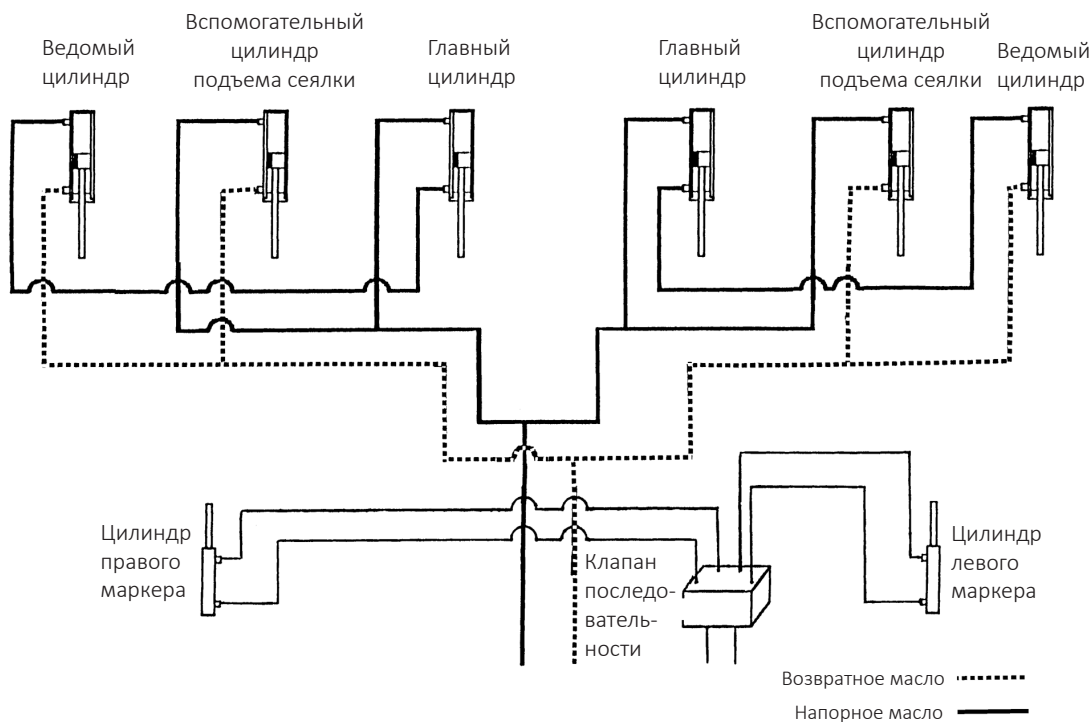 Ведомый
цилиндр
Вспомогательный
цилиндр
подъема сеялки
Главный
цилиндр
Главный
цилиндр
Вспомогательный
цилиндр
подъема сеялки
Ведомый
цилиндр
Цилиндр
правого
маркера
Клапан
последо-
ватель-
ности
Цилиндр
левого
маркера
Возвратное масло
Напорное масло